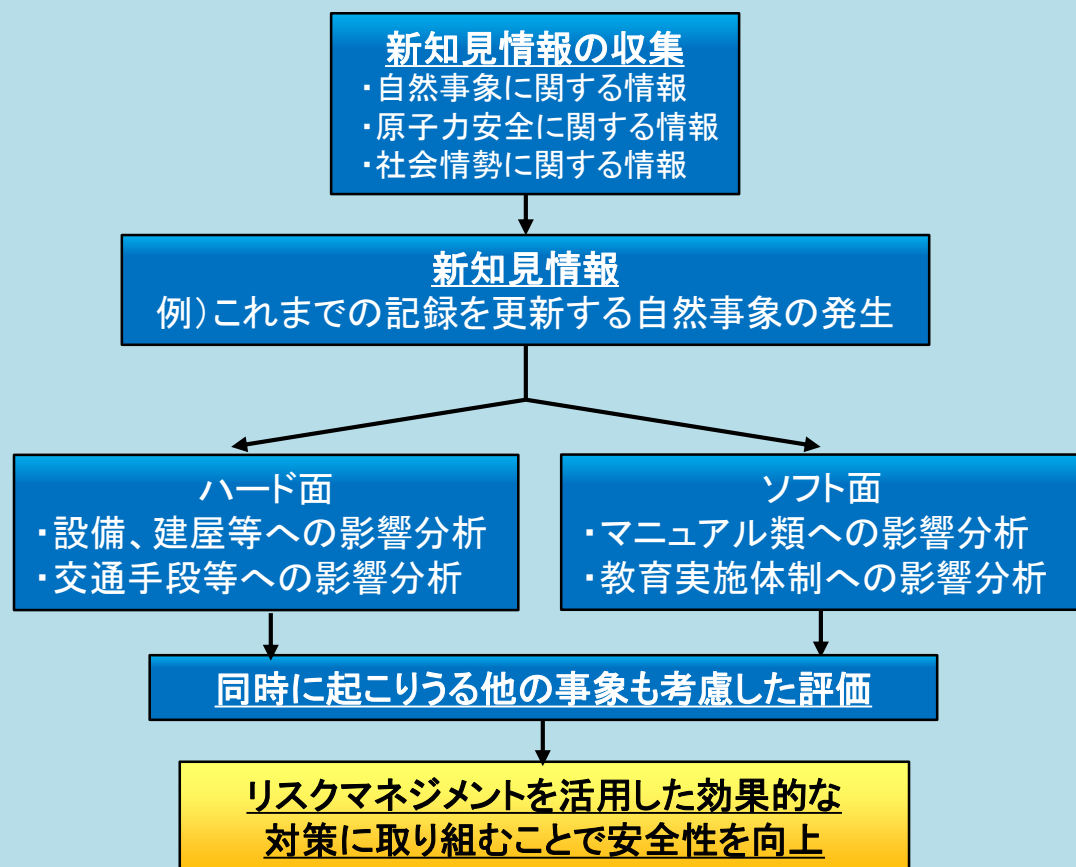 新知見情報の収集
・自然事象に関する情報
・原子力安全に関する情報
・社会情勢に関する情報
新知見情報
例）これまでの記録を更新する自然事象の発生
ハード面
・設備、建屋等への影響分析
・交通手段等への影響分析
ソフト面
・マニュアル類への影響分析
・教育実施体制への影響分析
同時に起こりうる他の事象も考慮した評価
リスクマネジメントを活用した効果的な
対策に取り組むことで安全性を向上